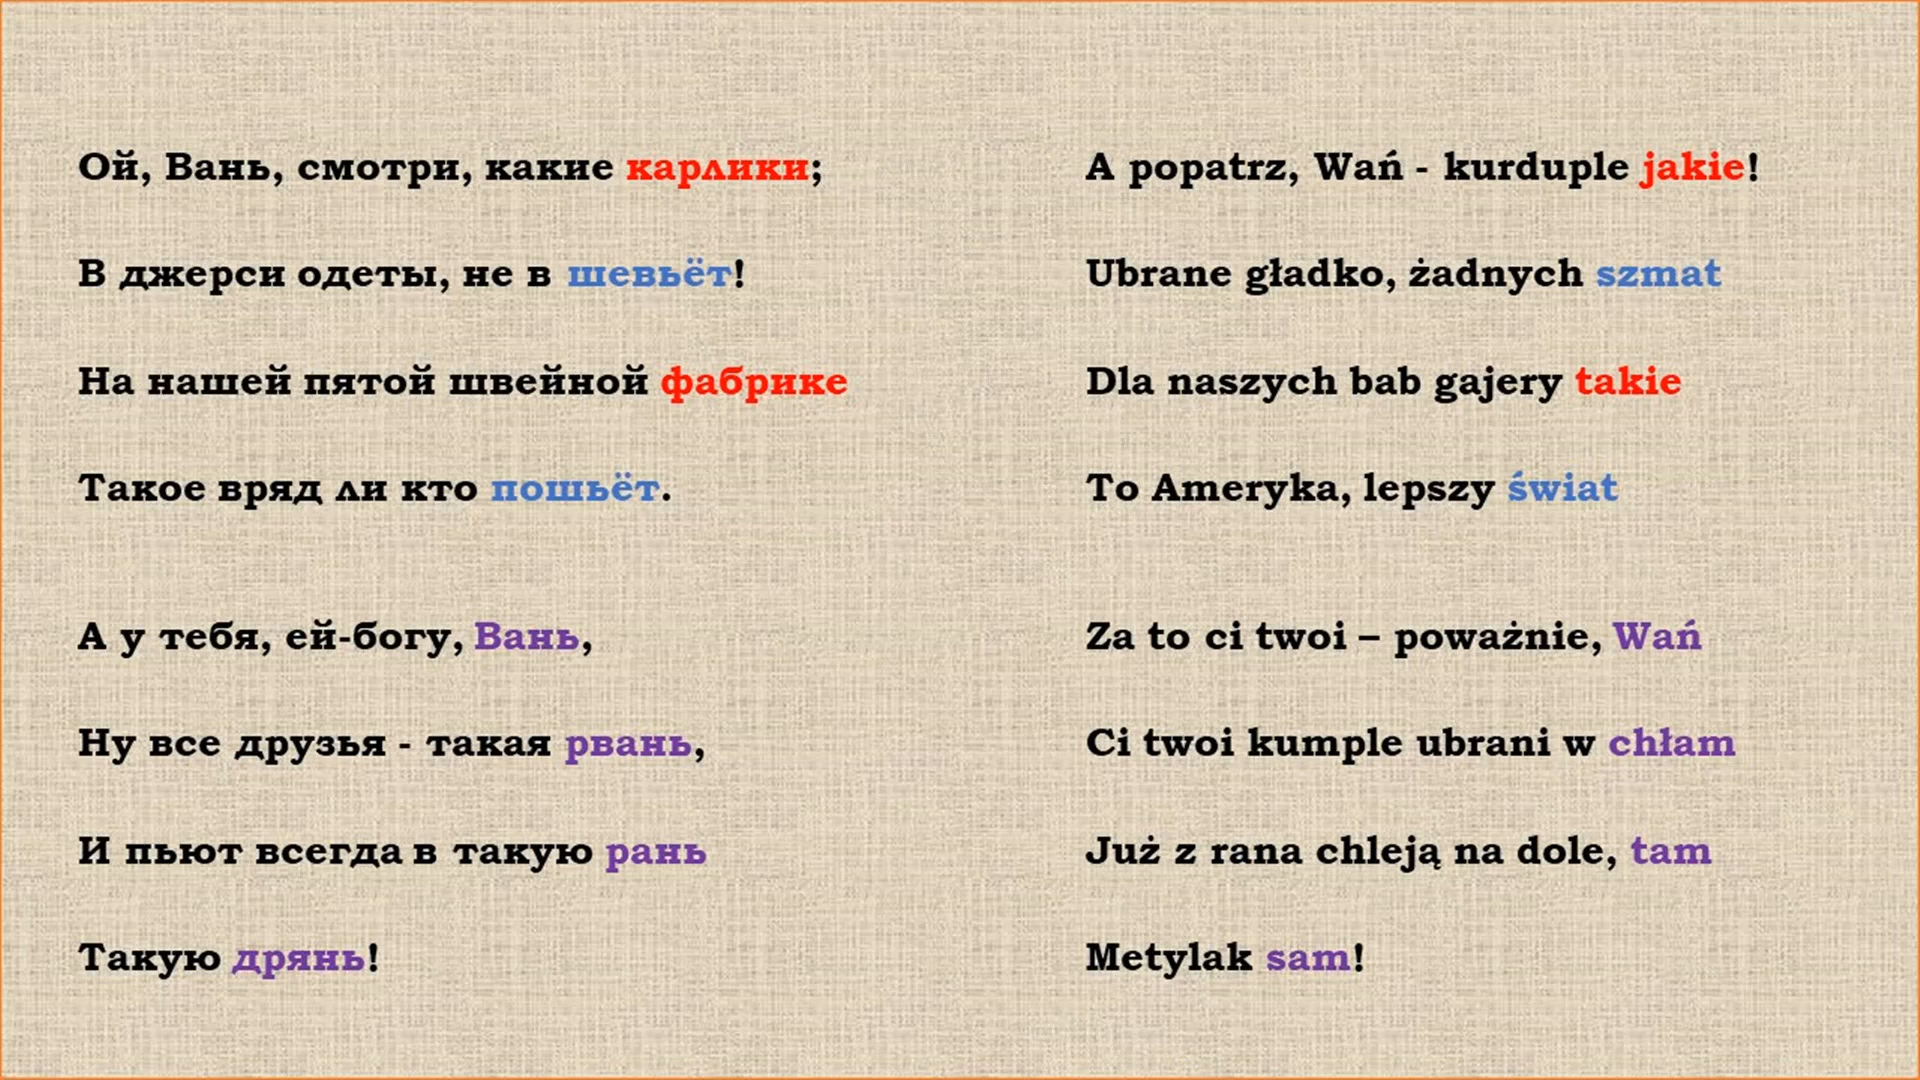 Ой, Вань, смотри, какие карлики;
В джерси одеты, не в шевьёт!
На нашей пятой швейной фабрике
Такое вряд ли кто пошьёт.
А у тебя, ей-богу, Вань,
Ну все друзья - такая рвань,
И пьют всегда в такую рань
Такую дрянь!
A popatrz, Wań - kurduple jakie!
Ubrane gładko, żadnych szmat
Dla naszych bab gajery takie
To Ameryka, lepszy świat
Za to ci twoi – poważnie, Wań
Ci twoi kumple ubrani w chłam
Już z rana chleją na dole, tam
Metylak sam!